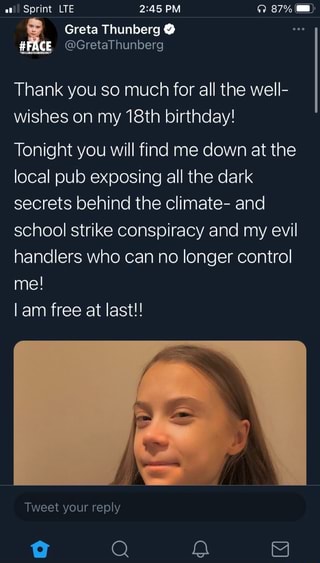 Sprint LTE 2:45 PM 87%
Greta Thunberg
#FACE @GretaThunberg
Thank you so much for all the well-
wishes on my 18th birthday!
Tonight you will find me down at the
local pub exposing all the dark
secrets behind the climate- and
school strike conspiracy and my evil
handlers who can no longer control
me!
I am free at last!!
Tweet your reply